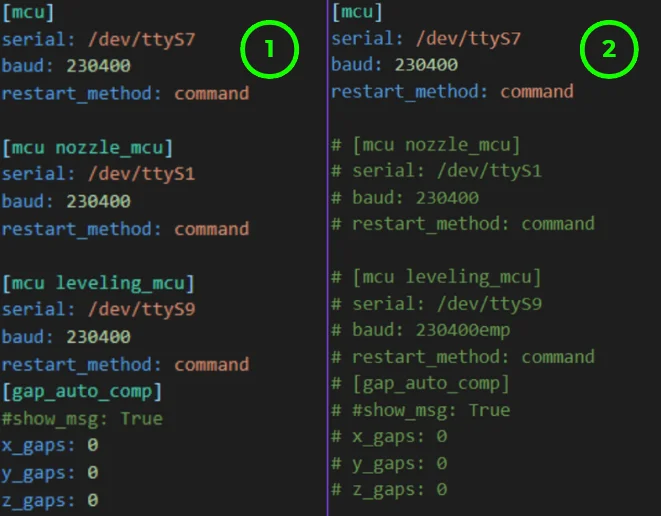 [mcu]
serial: /dev/ttyS7
baud: 230400
restart_method: command
[mcu nozzle_mcu]
serial: /dev/ttyS1
baud: 230400
restart_method: command
[mcu leveling_mcu]
serial: /dev/ttyS9
baud: 230400
restart_method: command
[gap_auto_comp]
#show_msg: True
x_gaps: 0
y_gaps: 0
z_gaps: 0
1
[mcu]
serial: /dev/ttyS7
baud: 230400
restart_method: command
# [mcu nozzle_mcu]
# serial: /dev/ttyS1
# baud: 230400
# restart_method: command
# [mcu leveling_mcu]
# serial: /dev/ttyS9
# baud: 230400emp
# restart_method: command
# [gap_auto_comp]
# #show_msg: True
# x_gaps: 0
# y_gaps: 0
# z_gaps: 0
2